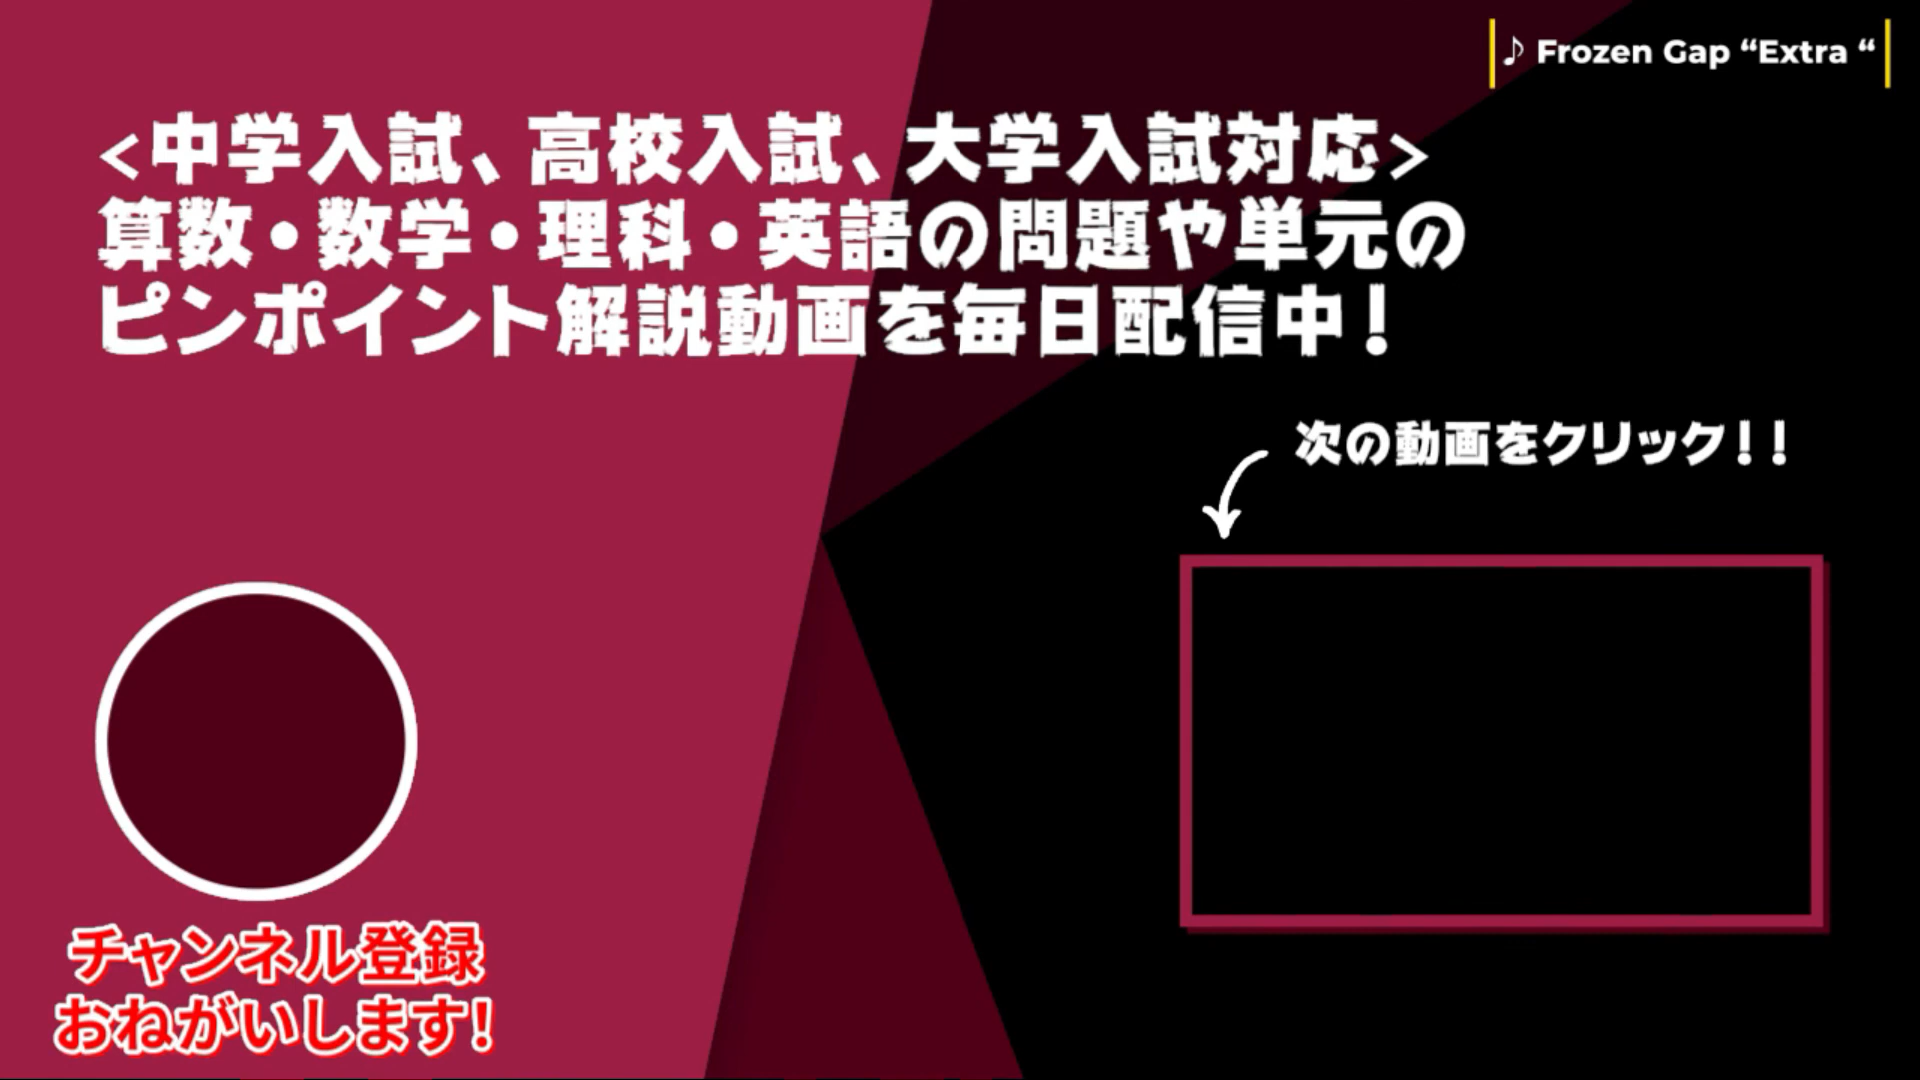 ♪ Frozen Gap “Extra “
<中学入試、高校入試、大学入試対応>
算数・数学・理科・英語の問題や単元の
ピンポイント解説動画を毎日配信中！
次の動画をクリック！！
チャンネル登録
おねがいします！